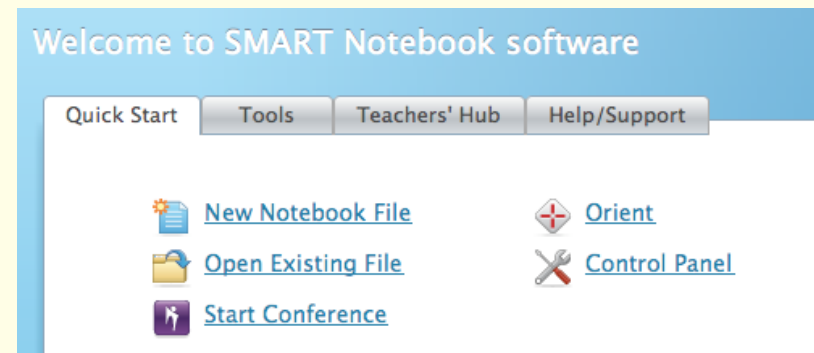 Welcome to SMART Notebook software
Quick Start Tools Teachers' Hub Help/Support
New Notebook File Orient
Open Existing File Control Panel
Start Conference